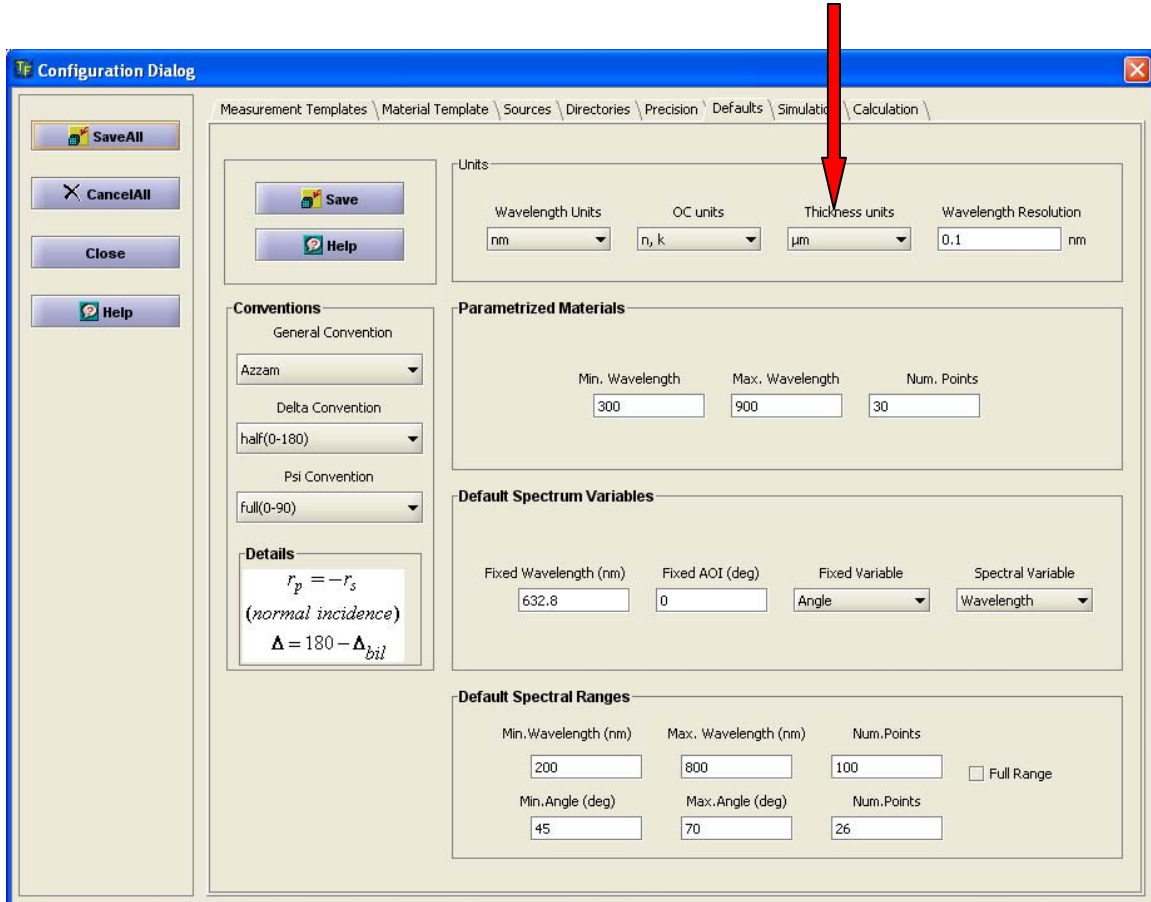 TF Configuration Dialog
SaveAll
CancelAll
Close
Help
Measurement Templates \ Material Template \ Sources \ Directories \ Precision \ Defaults \ Simulation \ Calculation \
Save
Help
Units
Wavelength Units OC units Thickness units Wavelength Resolution
nm n, k µm 0.1 nm
Conventions
General Convention
Azzam
Delta Convention
half(0-180)
Psi Convention
full(0-90)
Details
r_p = -r_s
(normal incidence)
Δ = 180 - Δ_bil
Parametrized Materials
Min. Wavelength Max. Wavelength Num. Points
300 900 30
Default Spectrum Variables
Fixed Wavelength (nm) Fixed AOI (deg) Fixed Variable Spectral Variable
632.8 0 Angle Wavelength
Default Spectral Ranges
Min.Wavelength (nm) Max. Wavelength (nm) Num.Points
200 800 100 Full Range
Min.Angle (deg) Max.Angle (deg) Num.Points
45 70 26